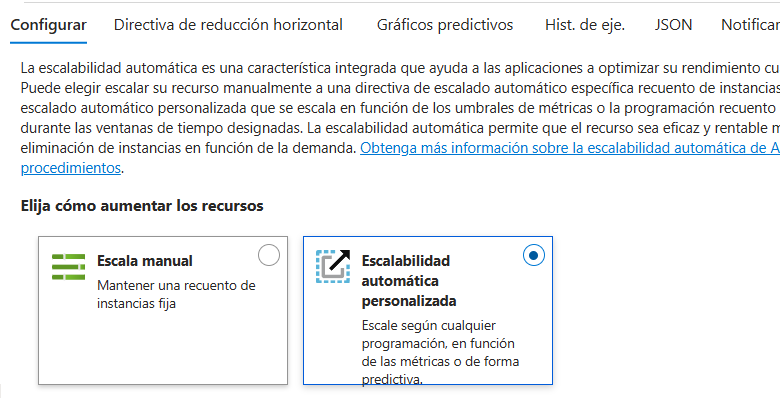 Configurar Directiva de reducción horizontal Gráficos predictivos Hist. de eje. JSON Notificar
La escalabilidad automática es una característica integrada que ayuda a las aplicaciones a optimizar su rendimiento cu
Puede elegir escalar su recurso manualmente a una directiva de escalado automático específica recuento de instancias
escalado automático personalizada que se escala en función de los umbrales de métricas o la programación recuento
durante las ventanas de tiempo designadas. La escalabilidad automática permite que el recurso sea eficaz y rentable m
eliminación de instancias en función de la demanda. Obtenga más información sobre la escalabilidad automática de A
procedimientos.
Elija cómo aumentar los recursos
Escala manual
Mantener una recuento de
instancias fija
Escalabilidad
automática
personalizada
Escale según cualquier
programación, en función
de las métricas o de forma
predictiva.